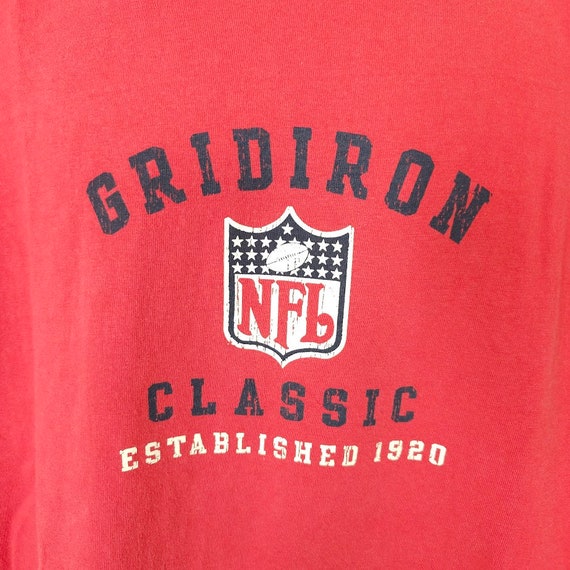 GRIDIRON
NFL
CLASSIC
ESTABLISHED 1920